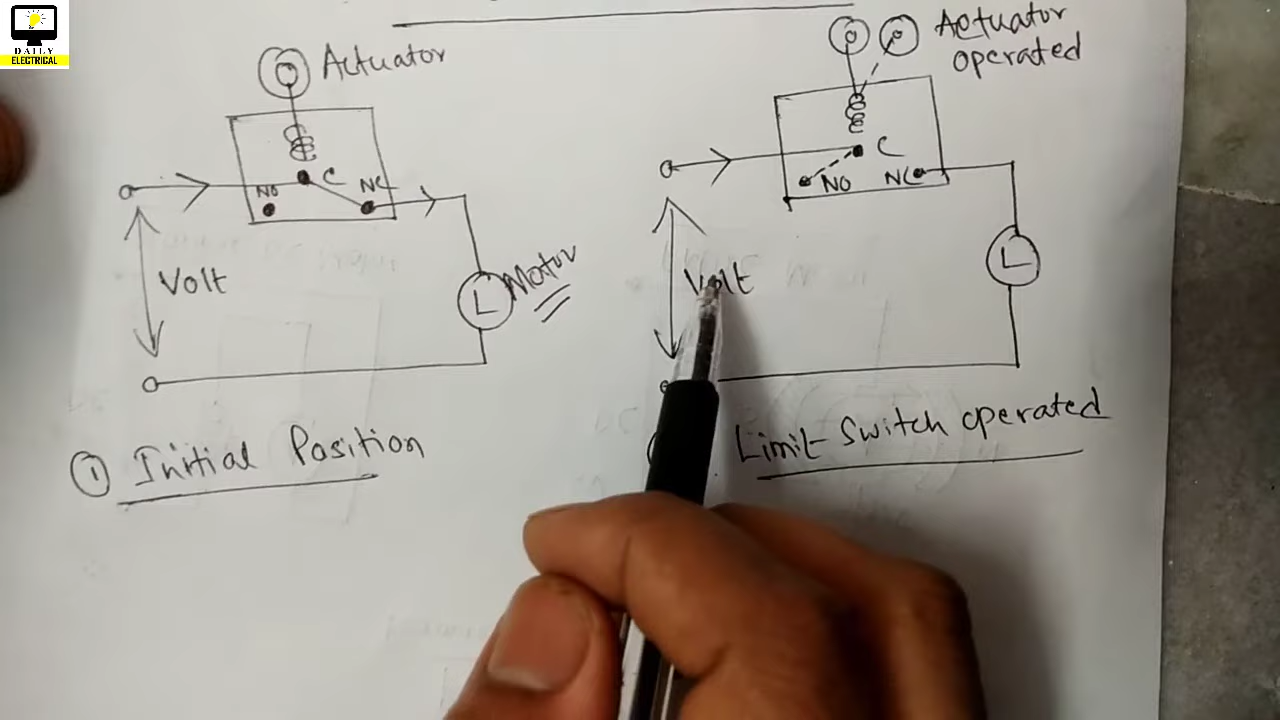 DAILY
ELECTRICAL
Actuator
NO
C
NC
Volt
L
Motor
① Initial Position
Actuator
operated
C
NO
NC
Volt
L
Limit Switch operated